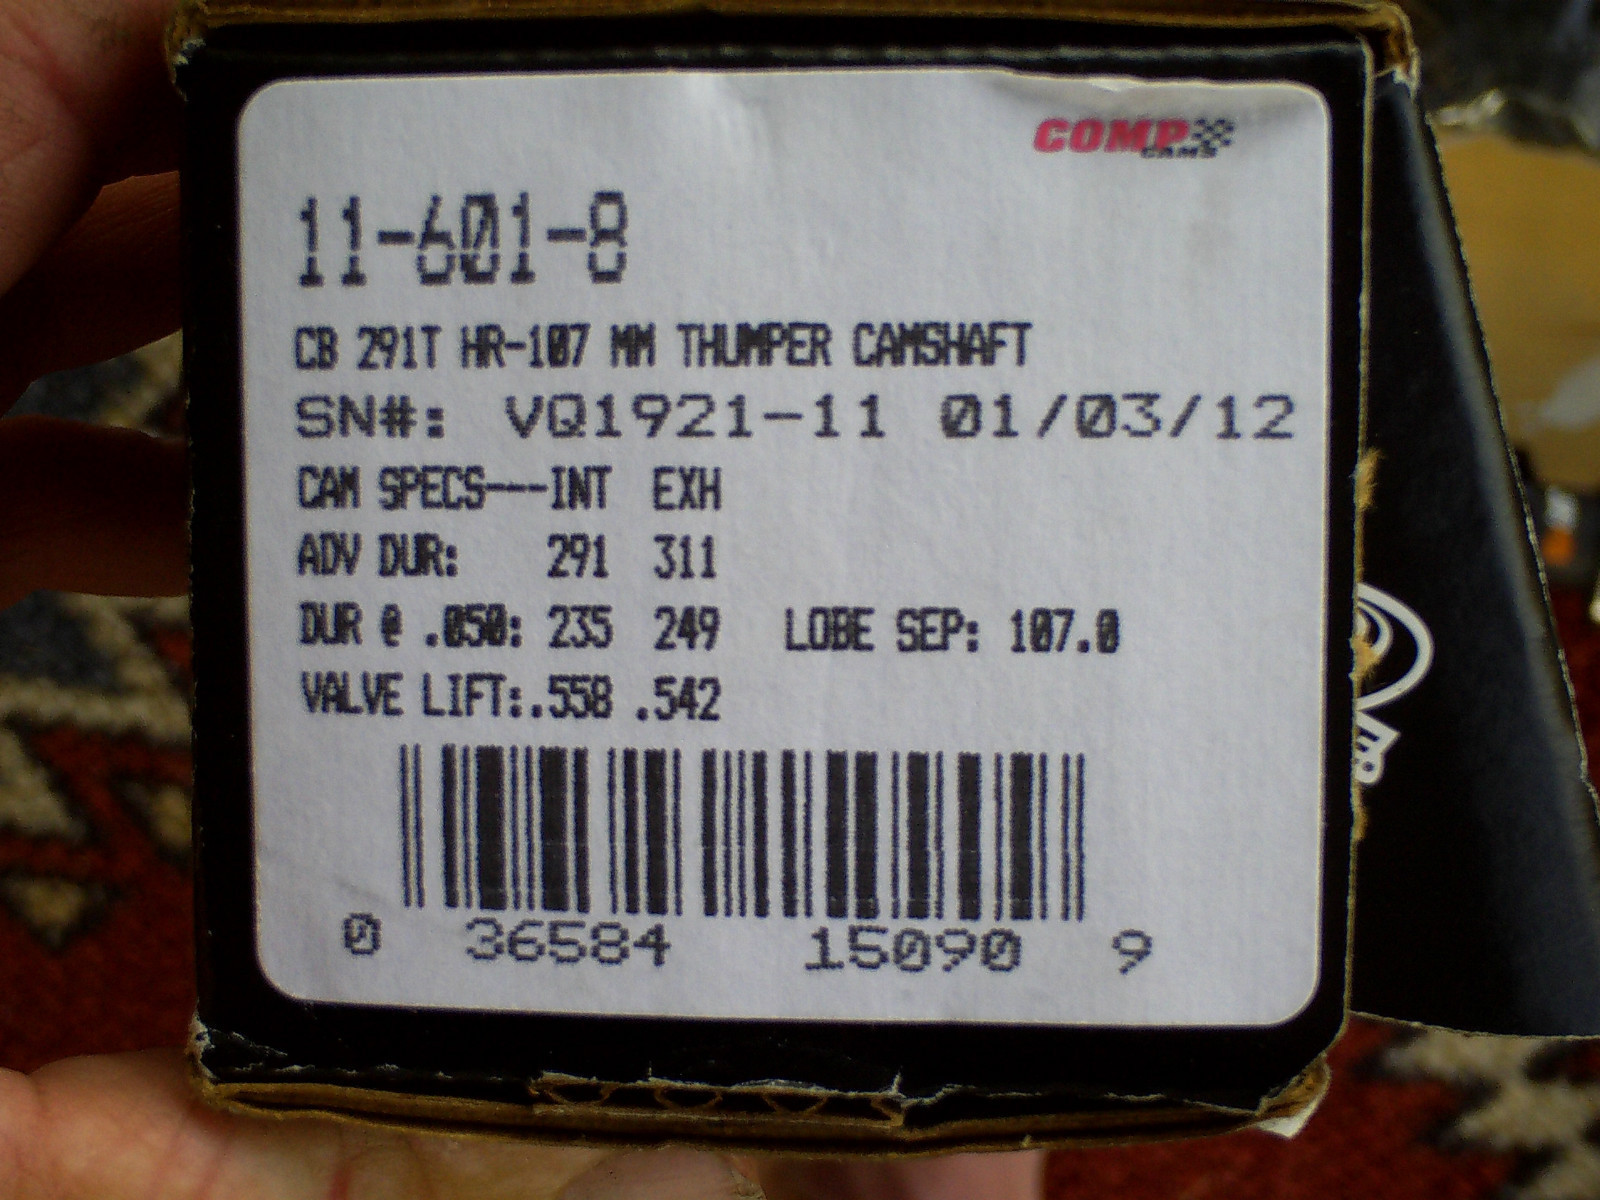 COMP
CAMS
11-601-8
CB 291T HR-107 MM THUMPER CAMSHAFT
SN#: VQ1921-11 01/03/12
CAM SPECS---INT EXH
ADV DUR: 291 311
DUR @ .050: 235 249 LOBE SEP: 107.0
VALVE LIFT:.558 .542
0 36584 15090 9